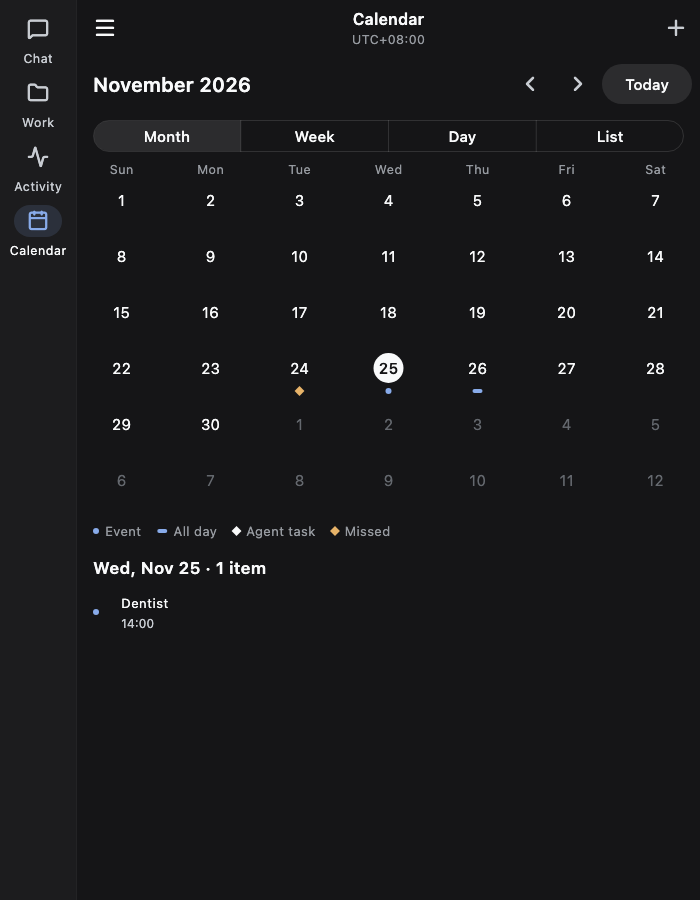 Chat
Work
Activity
Calendar
Calendar
UTC+08:00
November 2026
Today
Month Week Day List
Sun Mon Tue Wed Thu Fri Sat
1 2 3 4 5 6 7
8 9 10 11 12 13 14
15 16 17 18 19 20 21
22 23 24 25 26 27 28
29 30 1 2 3 4 5
6 7 8 9 10 11 12
Event All day Agent task Missed
Wed, Nov 25 · 1 item
Dentist
14:00